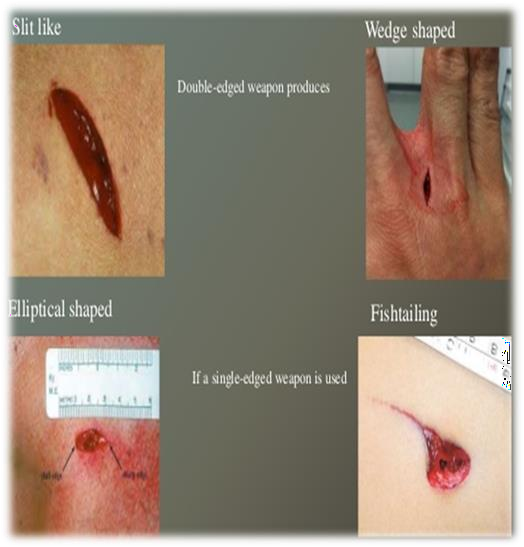 Slit like
Wedge shaped
Double-edged weapon produces
Elliptical shaped
Fishtailing
If a single-edged weapon is used